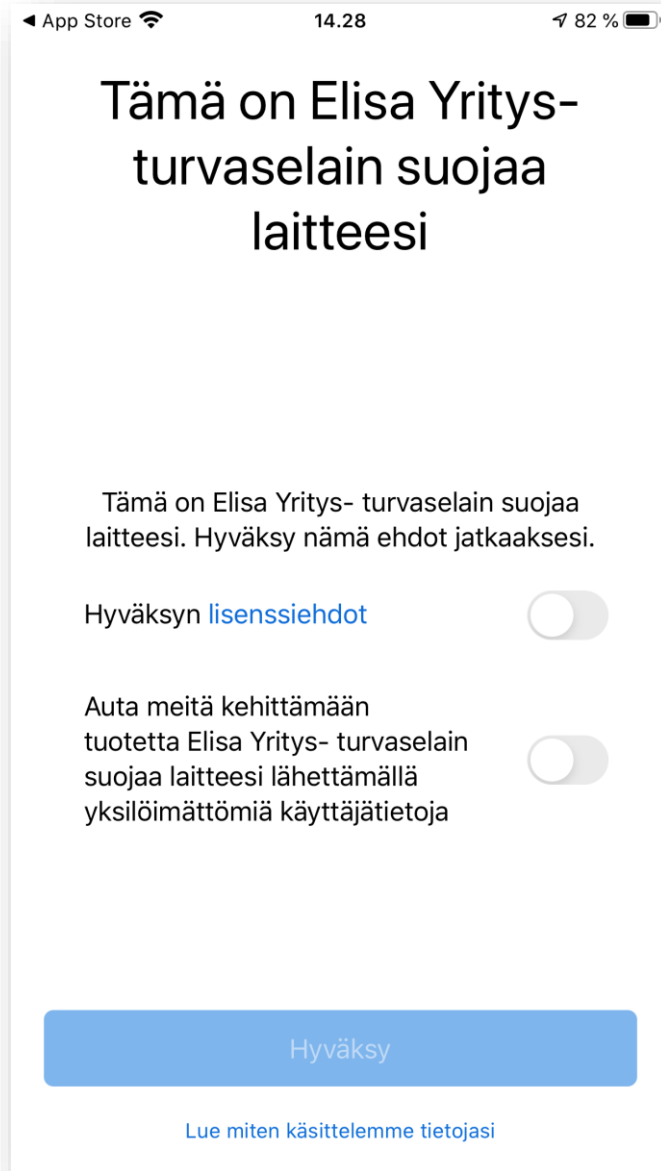 ◀ App Store 14.28 82 %
Tämä on Elisa Yritys-
turvaselain suojaa
laitteesi
Tämä on Elisa Yritys- turvaselain suojaa
laitteesi. Hyväksy nämä ehdot jatkaaksesi.
Hyväksyn lisenssiehdot
Auta meitä kehittämään
tuotetta Elisa Yritys- turvaselain
suojaa laitteesi lähettämällä
yksilöimättömiä käyttäjätietoja
Hyväksy
Lue miten käsittelemme tietojasi